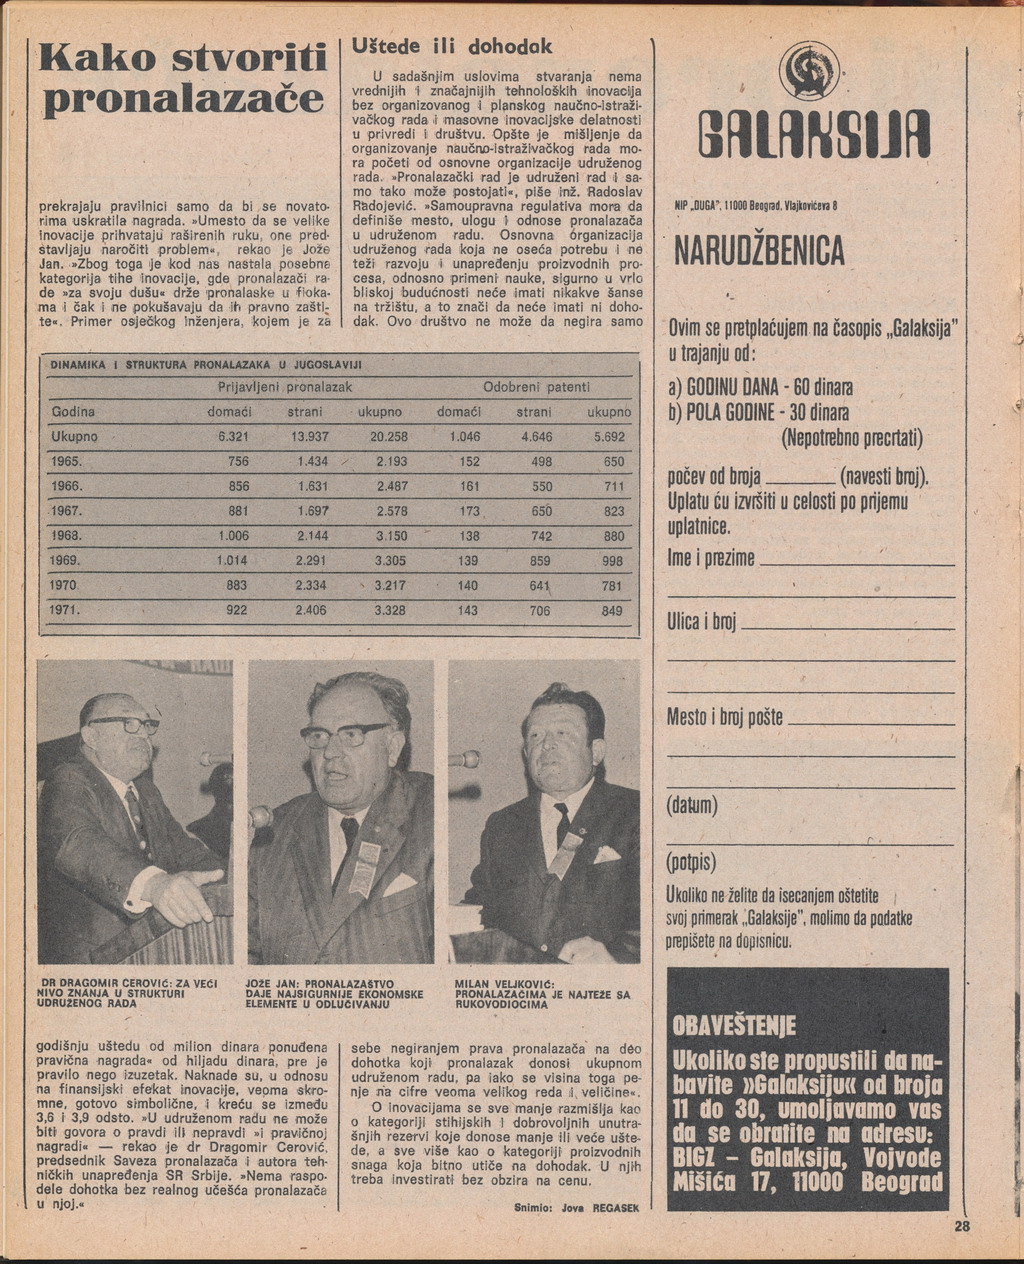 Kako stvoriti
pronalazače
prekrajaju pravilnici samo da bi se novato-
rima uskratila nagrada. »Umesto da se velike
inovacije prihvataju raširenih ruku, one pred-
stavljaju naročiti problem«, rekao je Jože
Jan. »Zbog toga je kod nas nastala posebna
kategorija tihe inovacije, gde pronalazači ra-
de »za svoju dušu« drže pronalaske u fioka-
ma i čak i ne pokušavaju da ih pravno zašti-
te«. Primer osječkog inženjera, kojem je za
Uštede ili dohodak
U sadašnjim uslovima stvaranja nema
vrednijih i značajnijih tehnoloških inovacija
bez organizovanog i planskog naučno-istraži-
vačkog rada i masovne inovacijske delatnosti
u privredi i društvu. Opšte je mišljenje da
organizovanje naučno-istraživačkog rada mo-
ra početi od osnovne organizacije udruženog
rada. »Pronalazački rad je udruženi rad i sa-
mo tako može postojati«, piše inž. Radoslav
Radojević. »Samoupravna regulativa mora da
definiše mesto, ulogu i odnose pronalazača
u udruženom radu. Osnovna organizacija
udruženog rada koja ne oseća potrebu i ne
teži razvoju i unapređenju proizvodnih pro-
cesa, odnosno primeni nauke, sigurno u vrlo
bliskoj budućnosti neće imati nikakve šanse
na tržištu, a to znači da neće imati ni doho-
dak. Ovo društvo ne može da negira samo
DINAMIKA I STRUKTURA PRONALAZAKA U JUGOSLAVIJI
Prijavljeni pronalazak Odobreni patenti
Godina domaći strani ukupno domaći strani ukupno
Ukupno 6.321 13.937 20.258 1.046 4.646 5.692
1965. 756 1.434 2.193 152 498 650
1966. 856 1.631 2.487 161 550 711
1967. 881 1.697 2.578 173 650 823
1968. 1.006 2.144 3.150 138 742 880
1969. 1.014 2.291 3.305 139 859 998
1970. 883 2.334 3.217 140 641 781
1971. 922 2.406 3.328 143 706 849
DR DRAGOMIR CEROVIĆ: ZA VEĆI
NIVO ZNANJA U STRUKTURI
UDRUŽENOG RADA
JOŽE JAN: PRONALAZAŠTVO
DAJE NAJSIGURNIJE EKONOMSKE
ELEMENTE U ODLUČIVANJU
MILAN VELJKOVIĆ:
PRONALAZAČIMA JE NAJTEŽE SA
RUKOVODIOCIMA
godišnju uštedu od milion dinara ponuđena
pravična nagrada« od hiljadu dinara, pre je
pravilo nego izuzetak. Naknade su, u odnosu
na finansijski efekat inovacije, veoma skro-
mne, gotovo simbolične, i kreću se između
3,6 i 3,9 odsto. »U udruženom radu ne može
biti govora o pravdi ili nepravdi »i pravičnoj
nagradi« — rekao je dr Dragomir Cerović,
predsednik Saveza pronalazača i autora teh-
ničkih unapređenja SR Srbije. »Nema raspo-
dele dohotka bez realnog učešća pronalazača
u njoj.«
sebe negiranjem prava pronalazača na deo
dohotka koji pronalazak donosi ukupnom
udruženom radu, pa iako se visina toga pe-
nje na cifre veoma velikog reda i veličine«.
O inovacijama se sve manje razmišlja kao
o kategoriji stihijskih i dobrovoljnih unutra-
šnjih rezervi koje donose manje ili veće ušte-
de, a sve više kao o kategoriji proizvodnih
snaga koja bitno utiče na dohodak. U njih
treba investirati bez obzira na cenu.
Snimio: Jova REGASEK
GALAKSIJA
NIP „DUGA", 11000 Beograd, Vlajkovićeva 8
NARUDŽBENICA
Ovim se pretplaćujem na časopis „Galaksija"
u trajanju od:
a) GODINU DANA - 60 dinara
b) POLA GODINE - 30 dinara
(Nepotrebno precrtati)
počev od broja ________ (navesti broj).
Uplatu ću izvršiti u celosti po prijemu
uplatnice.
Ime i prezime
Ulica i broj
Mesto i broj pošte
(datum)
(potpis)
Ukoliko ne želite da isecanjem oštetite
svoj primerak „Galaksije", molimo da podatke
prepišete na dopisnicu.
OBAVEŠTENJE
Ukoliko ste propustili da na-
bavite »Galaksiju« od broja
11 do 30, umoljavamo vas
da se obratite na adresu:
BIGZ – Galaksija, Vojvode
Mišića 17, 11000 Beograd
28